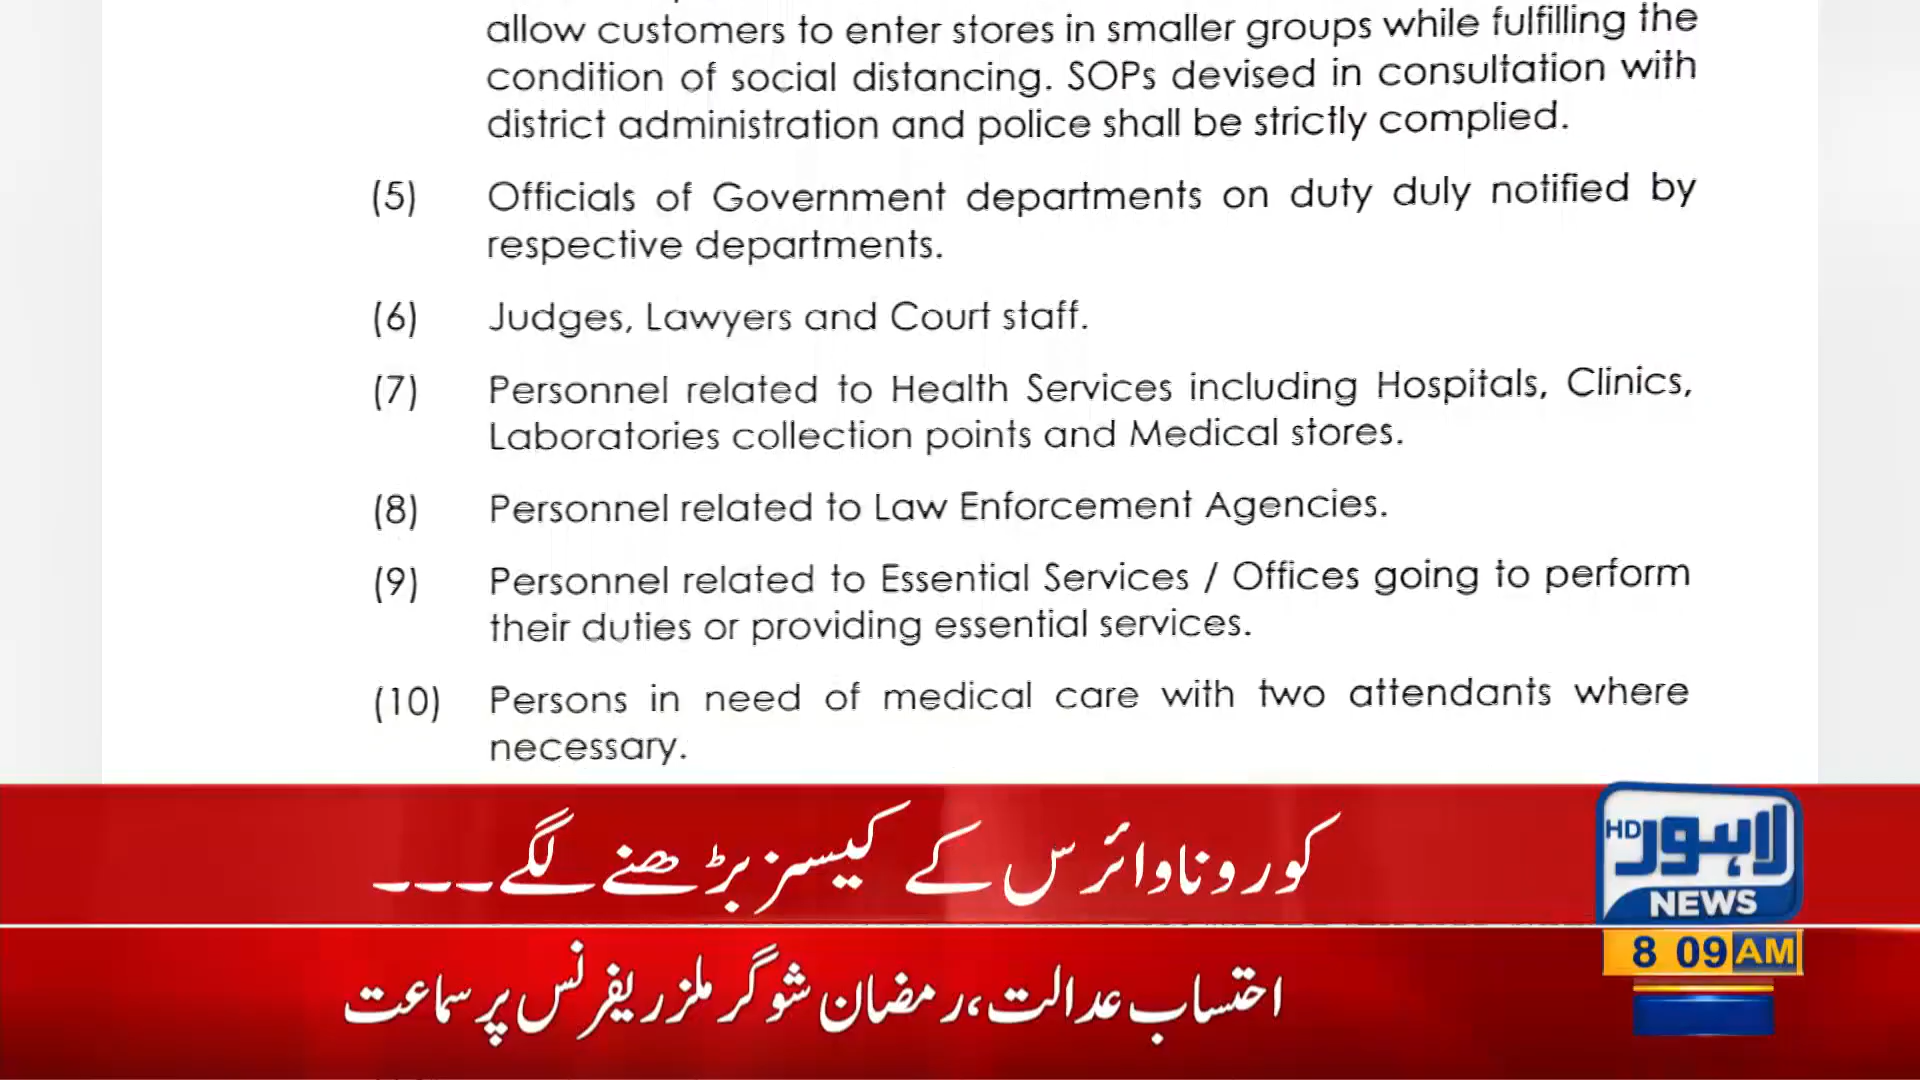 allow customers to enter stores in smaller groups while fulfilling the
condition of social distancing. SOPs devised in consultation with
district administration and police shall be strictly complied.
(5) Officials of Government departments on duty duly notified by
respective departments.
(6) Judges, Lawyers and Court staff.
(7) Personnel related to Health Services including Hospitals, Clinics,
Laboratories collection points and Medical stores.
(8) Personnel related to Law Enforcement Agencies.
(9) Personnel related to Essential Services / Offices going to perform
their duties or providing essential services.
(10) Persons in need of medical care with two attendants where
necessary.
کورونا وائرس کے کیسز بڑھنے لگے۔۔۔
HD لاہور
NEWS
8 09 AM
احتساب عدالت، رمضان شوگر ملز ریفرنس پر سماعت